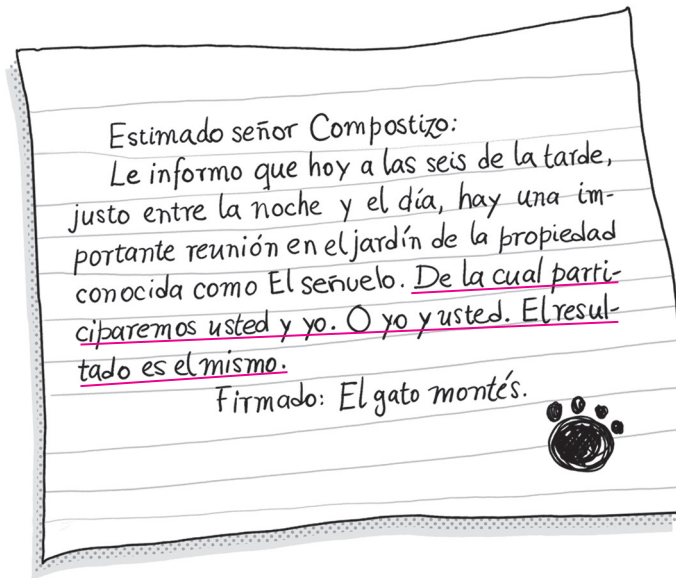 Estimado señor Compostizo:
Le informo que hoy a las seis de la tarde,
justo entre la noche y el día, hay una im-
portante reunión en el jardín de la propiedad
conocida como El señuelo. De la cual parti-
ciparemos usted y yo. O yo y usted. El resul-
tado es el mismo.
Firmado: El gato montés.